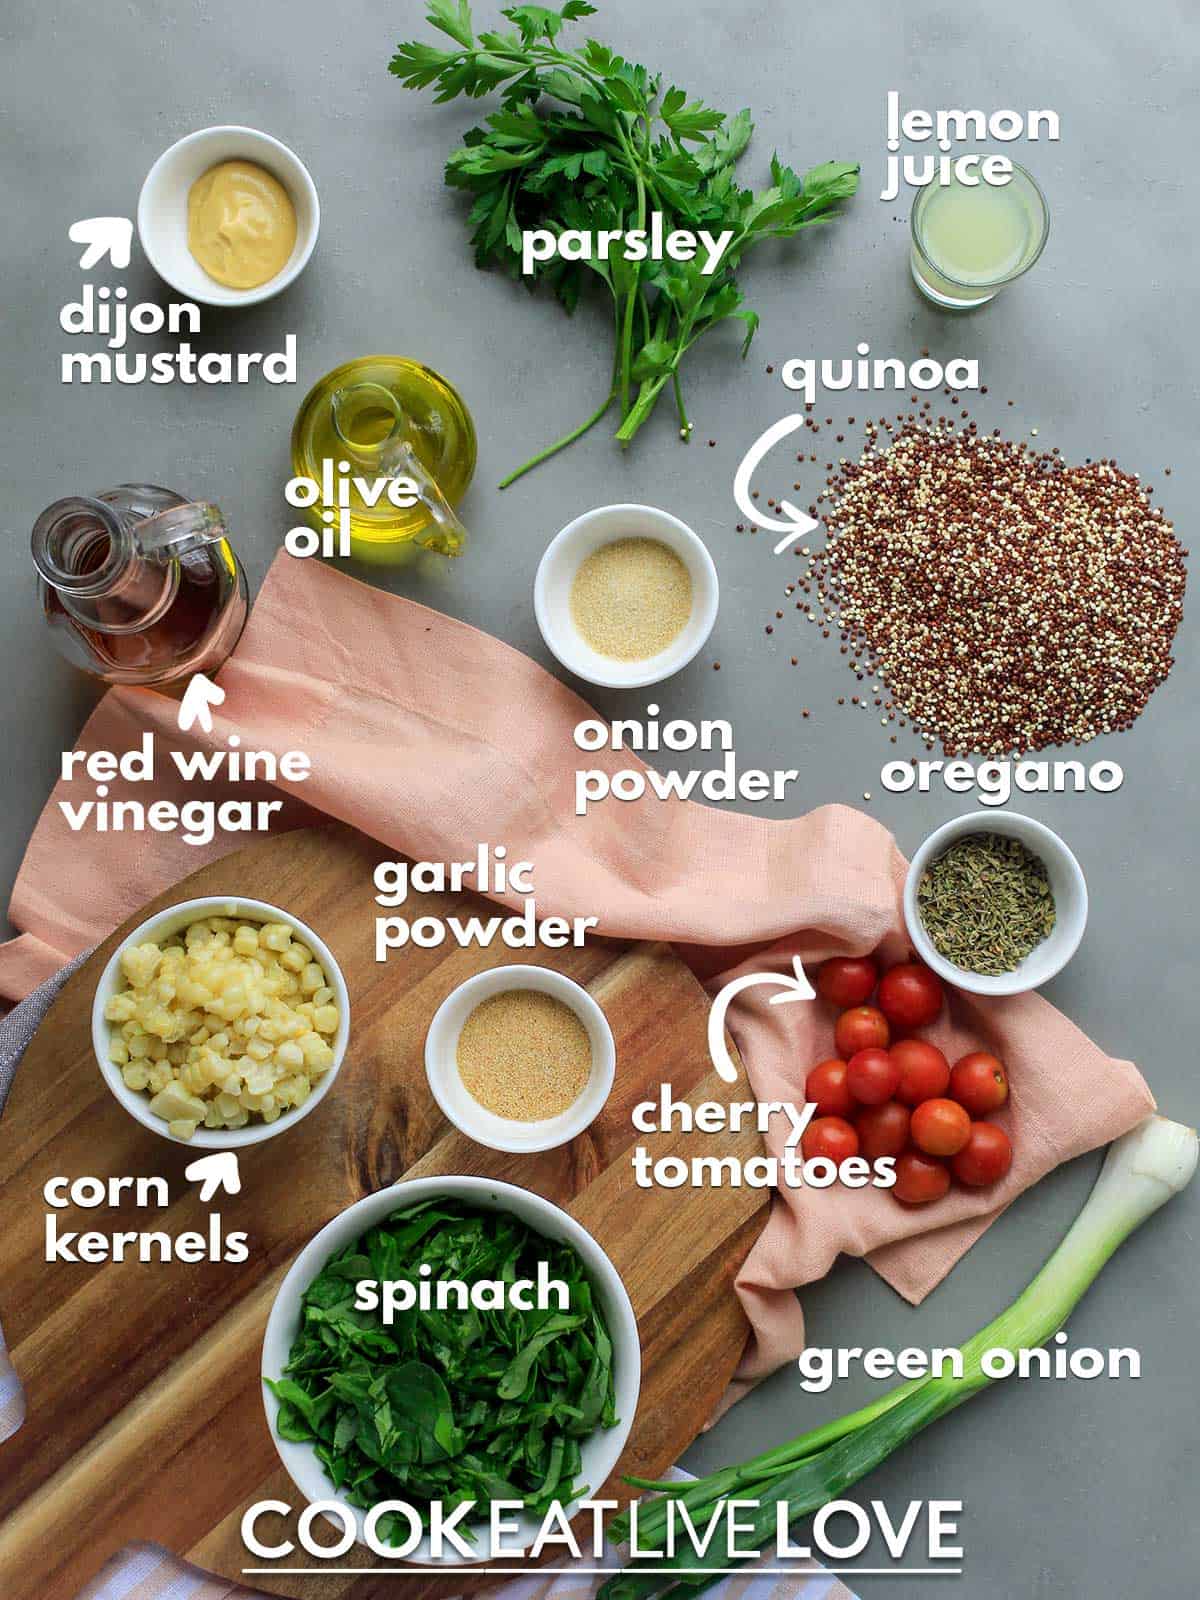 lemon
juice
parsley
dijon
mustard
quinoa
olive
oil
onion
powder
red wine
vinegar
oregano
garlic
powder
cherry
tomatoes
corn
kernels
spinach
green onion
COOKEATLIVELOVE